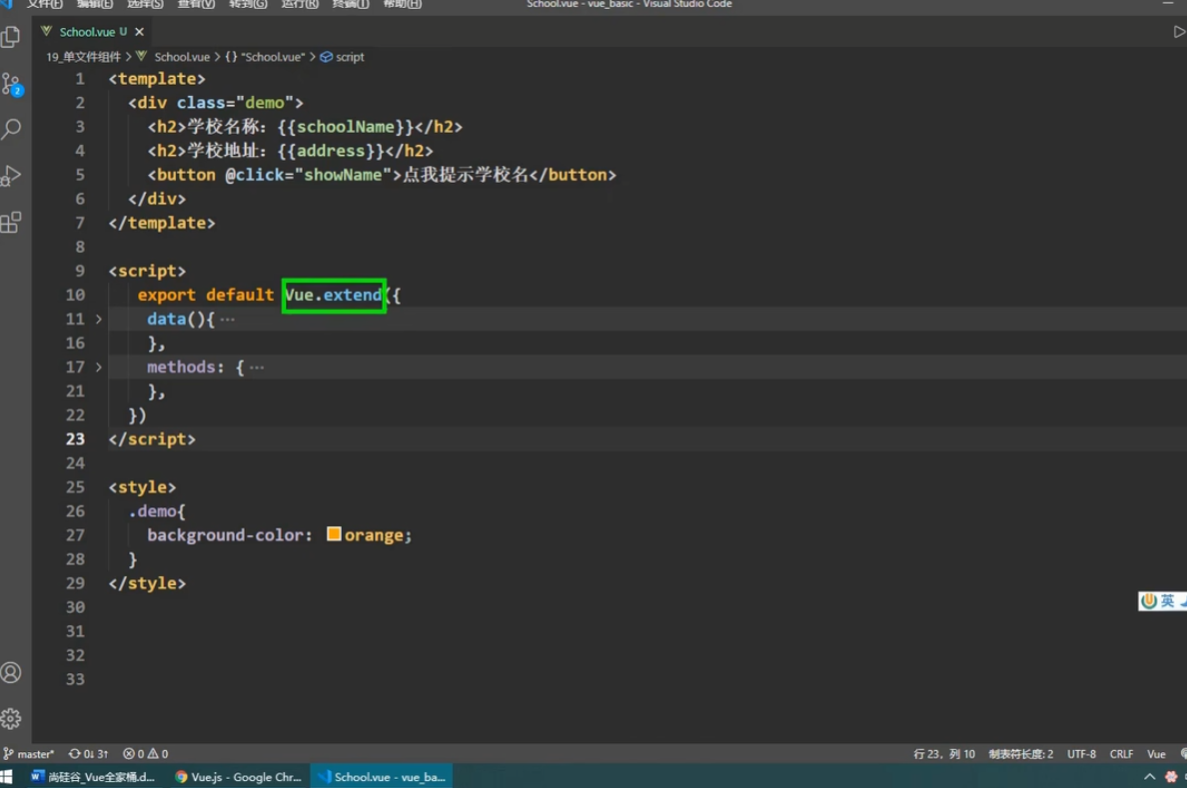 文件(F) 编辑(E) 选择(S) 查看(V) 转到(G) 运行(R) 终端(T) 帮助(H) School.vue - vue_basic - Visual Studio Code
School.vue U ×
19_单文件组件 > School.vue > {} "School.vue" > script
1 <template>
2 <div class="demo">
3 <h2>学校名称：{{schoolName}}</h2>
4 <h2>学校地址：{{address}}</h2>
5 <button @click="showName">点我提示学校名</button>
6 </div>
7 </template>
8
9 <script>
10 export default Vue.extend({
11 > data(){ ···
16 },
17 > methods: { ···
21 },
22 })
23 </script>
24
25 <style>
26 .demo{
27 background-color: orange;
28 }
29 </style>
30
31
32
33
2
英
master* 0↓ 3↑ 0 0 行 23，列 10 制表符长度: 2 UTF-8 CRLF Vue
尚硅谷_Vue全家桶.d... Vue.js - Google Chr... School.vue - vue_ba...